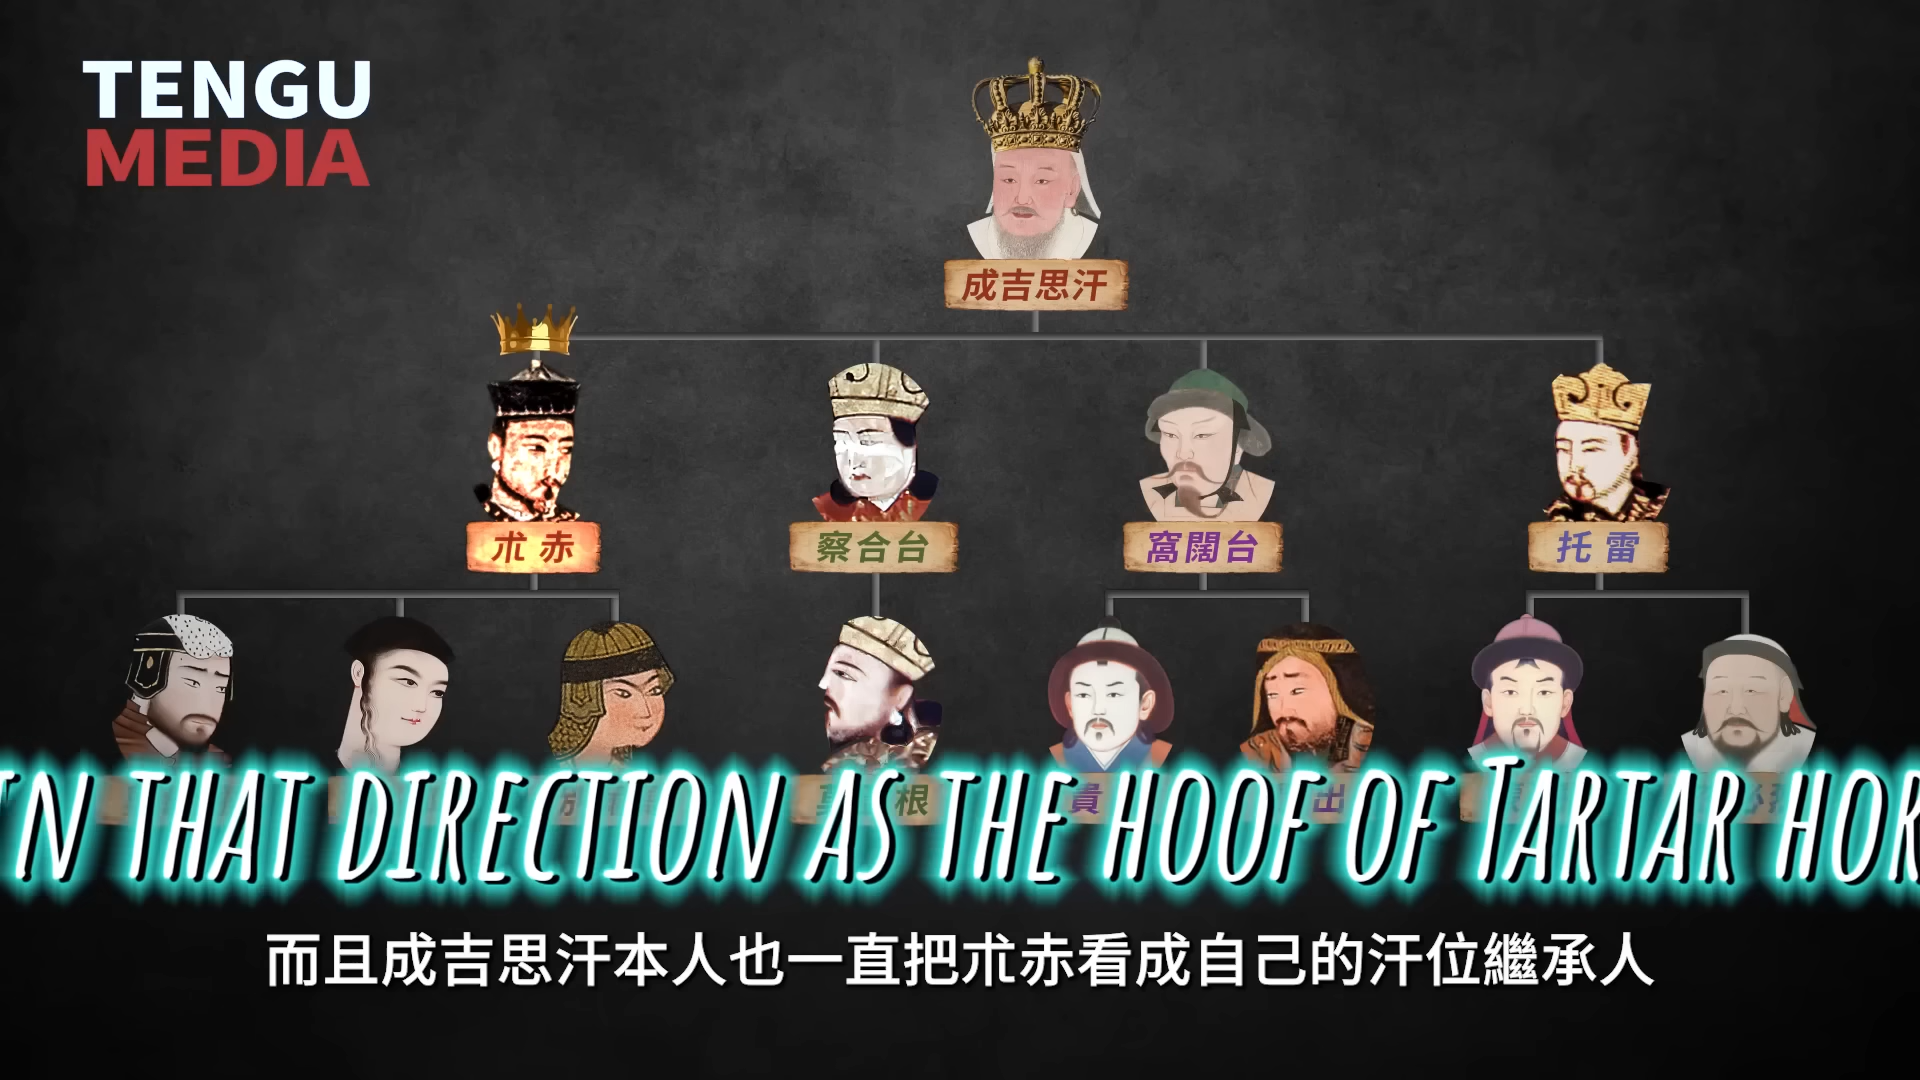 TENGU
MEDIA
成吉思汗
朮赤
察合台
窩闊台
托雷
IN THAT DIRECTION AS THE HOOF OF TARTAR HOR
而且成吉思汗本人也一直把朮赤看成自己的汗位繼承人